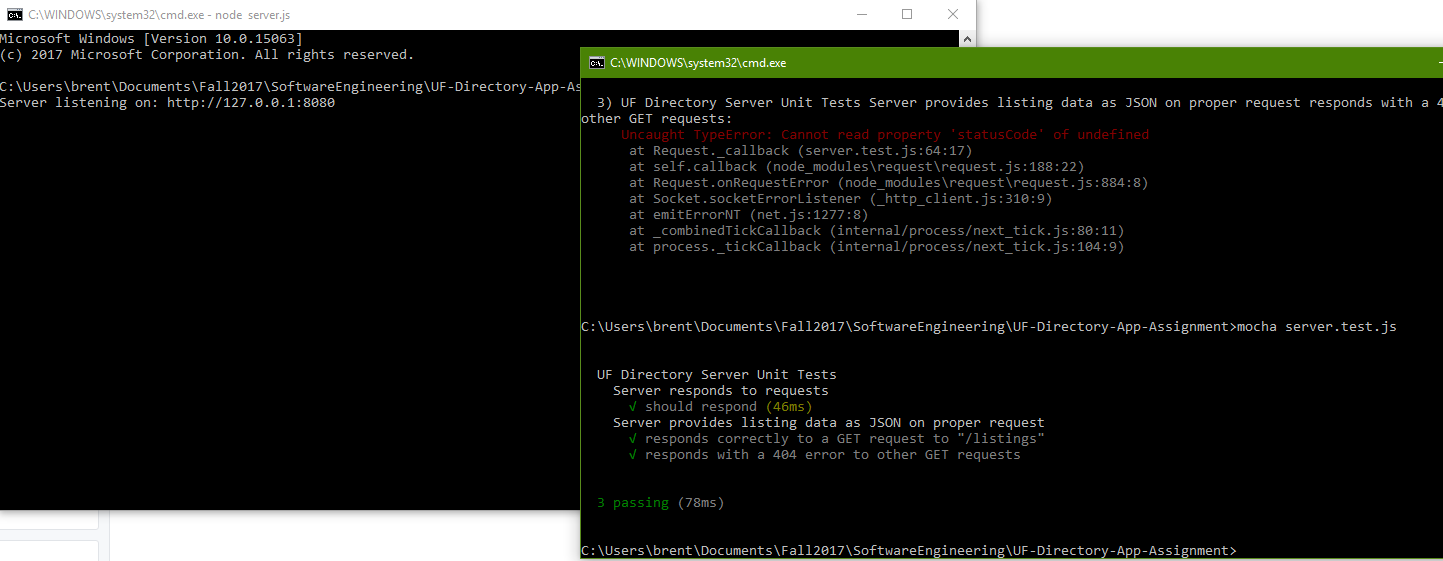 C:\WINDOWS\system32\cmd.exe - node server.js
Microsoft Windows [Version 10.0.15063]
(c) 2017 Microsoft Corporation. All rights reserved.
C:\Users\brent\Documents\Fall2017\SoftwareEngineering\UF-Directory-App-As
Server listening on: http://127.0.0.1:8080
C:\WINDOWS\system32\cmd.exe
3) UF Directory Server Unit Tests Server provides listing data as JSON on proper request responds with a 4
other GET requests:
Uncaught TypeError: Cannot read property 'statusCode' of undefined
at Request._callback (server.test.js:64:17)
at self.callback (node_modules\request\request.js:188:22)
at Request.onRequestError (node_modules\request\request.js:884:8)
at Socket.socketErrorListener (_http_client.js:310:9)
at emitErrorNT (net.js:1277:8)
at _combinedTickCallback (internal/process/next_tick.js:80:11)
at process._tickCallback (internal/process/next_tick.js:104:9)
C:\Users\brent\Documents\Fall2017\SoftwareEngineering\UF-Directory-App-Assignment>mocha server.test.js
UF Directory Server Unit Tests
Server responds to requests
√ should respond (46ms)
Server provides listing data as JSON on proper request
√ responds correctly to a GET request to "/listings"
√ responds with a 404 error to other GET requests
3 passing (78ms)
C:\Users\brent\Documents\Fall2017\SoftwareEngineering\UF-Directory-App-Assignment>